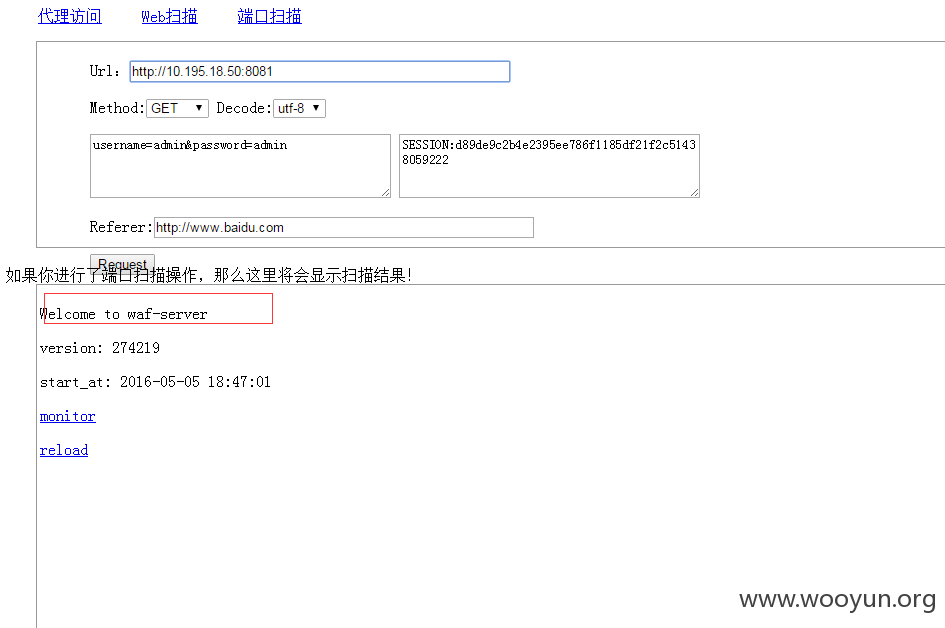 代理访问 Web扫描 端口扫描
Url: http://10.195.18.50:8081
Method: GET Decode: utf-8
username=admin&password=admin
SESSION:d89de9c2b4e2395ee786f1185df21f2c5143
8059222
Referer: http://www.baidu.com
Request
如果你进行了端口扫描操作，那么这里将会显示扫描结果！
Welcome to waf-server
version: 274219
start_at: 2016-05-05 18:47:01
monitor
reload
www.wooyun.org